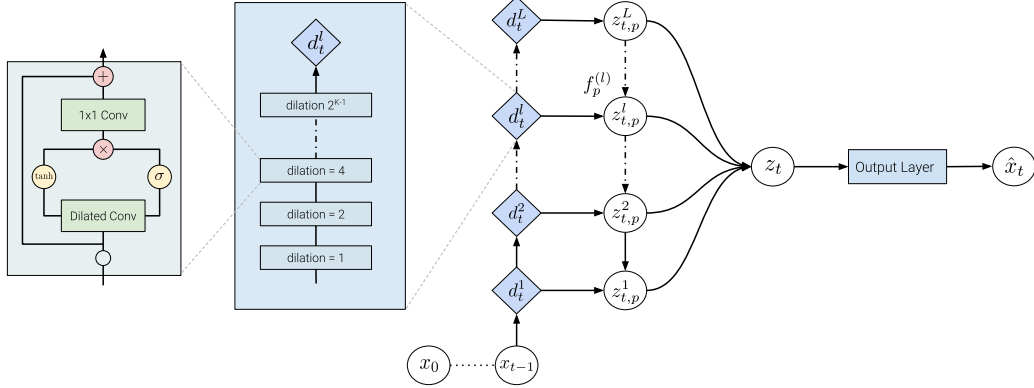 +
1x1 Conv
×
tanh
σ
Dilated Conv
d_t^l
dilation 2^{K-1}
dilation = 4
dilation = 2
dilation = 1
d_t^L
z_{t,p}^L
f_p^{(l)}
d_t^l
z_{t,p}^l
d_t^2
z_{t,p}^2
d_t^1
z_{t,p}^1
x_0
x_{t-1}
z_t
Output Layer
x̂_t